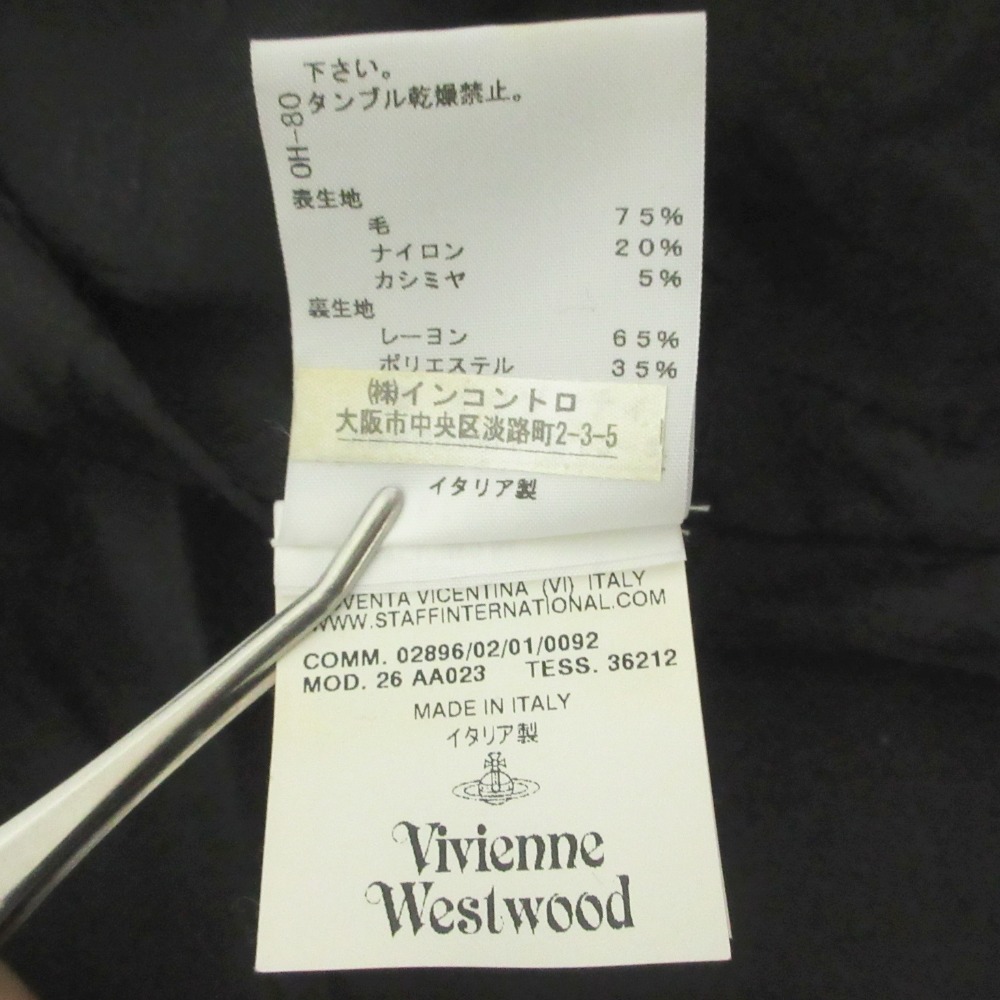 下さい。
タンブル乾燥禁止。
08-HO
表生地
毛 75%
ナイロン 20%
カシミヤ 5%
裏生地
レーヨン 65%
ポリエステル 35%
㈱インコントロ
大阪市中央区淡路町2-3-5
イタリア製
VICENTINA (VI) ITALY
WWW.STAFFINTERNATIONAL.COM
COMM. 02896/02/01/0092
MOD. 26 AA023 TESS. 36212
MADE IN ITALY
イタリア製
Vivienne
Westwood